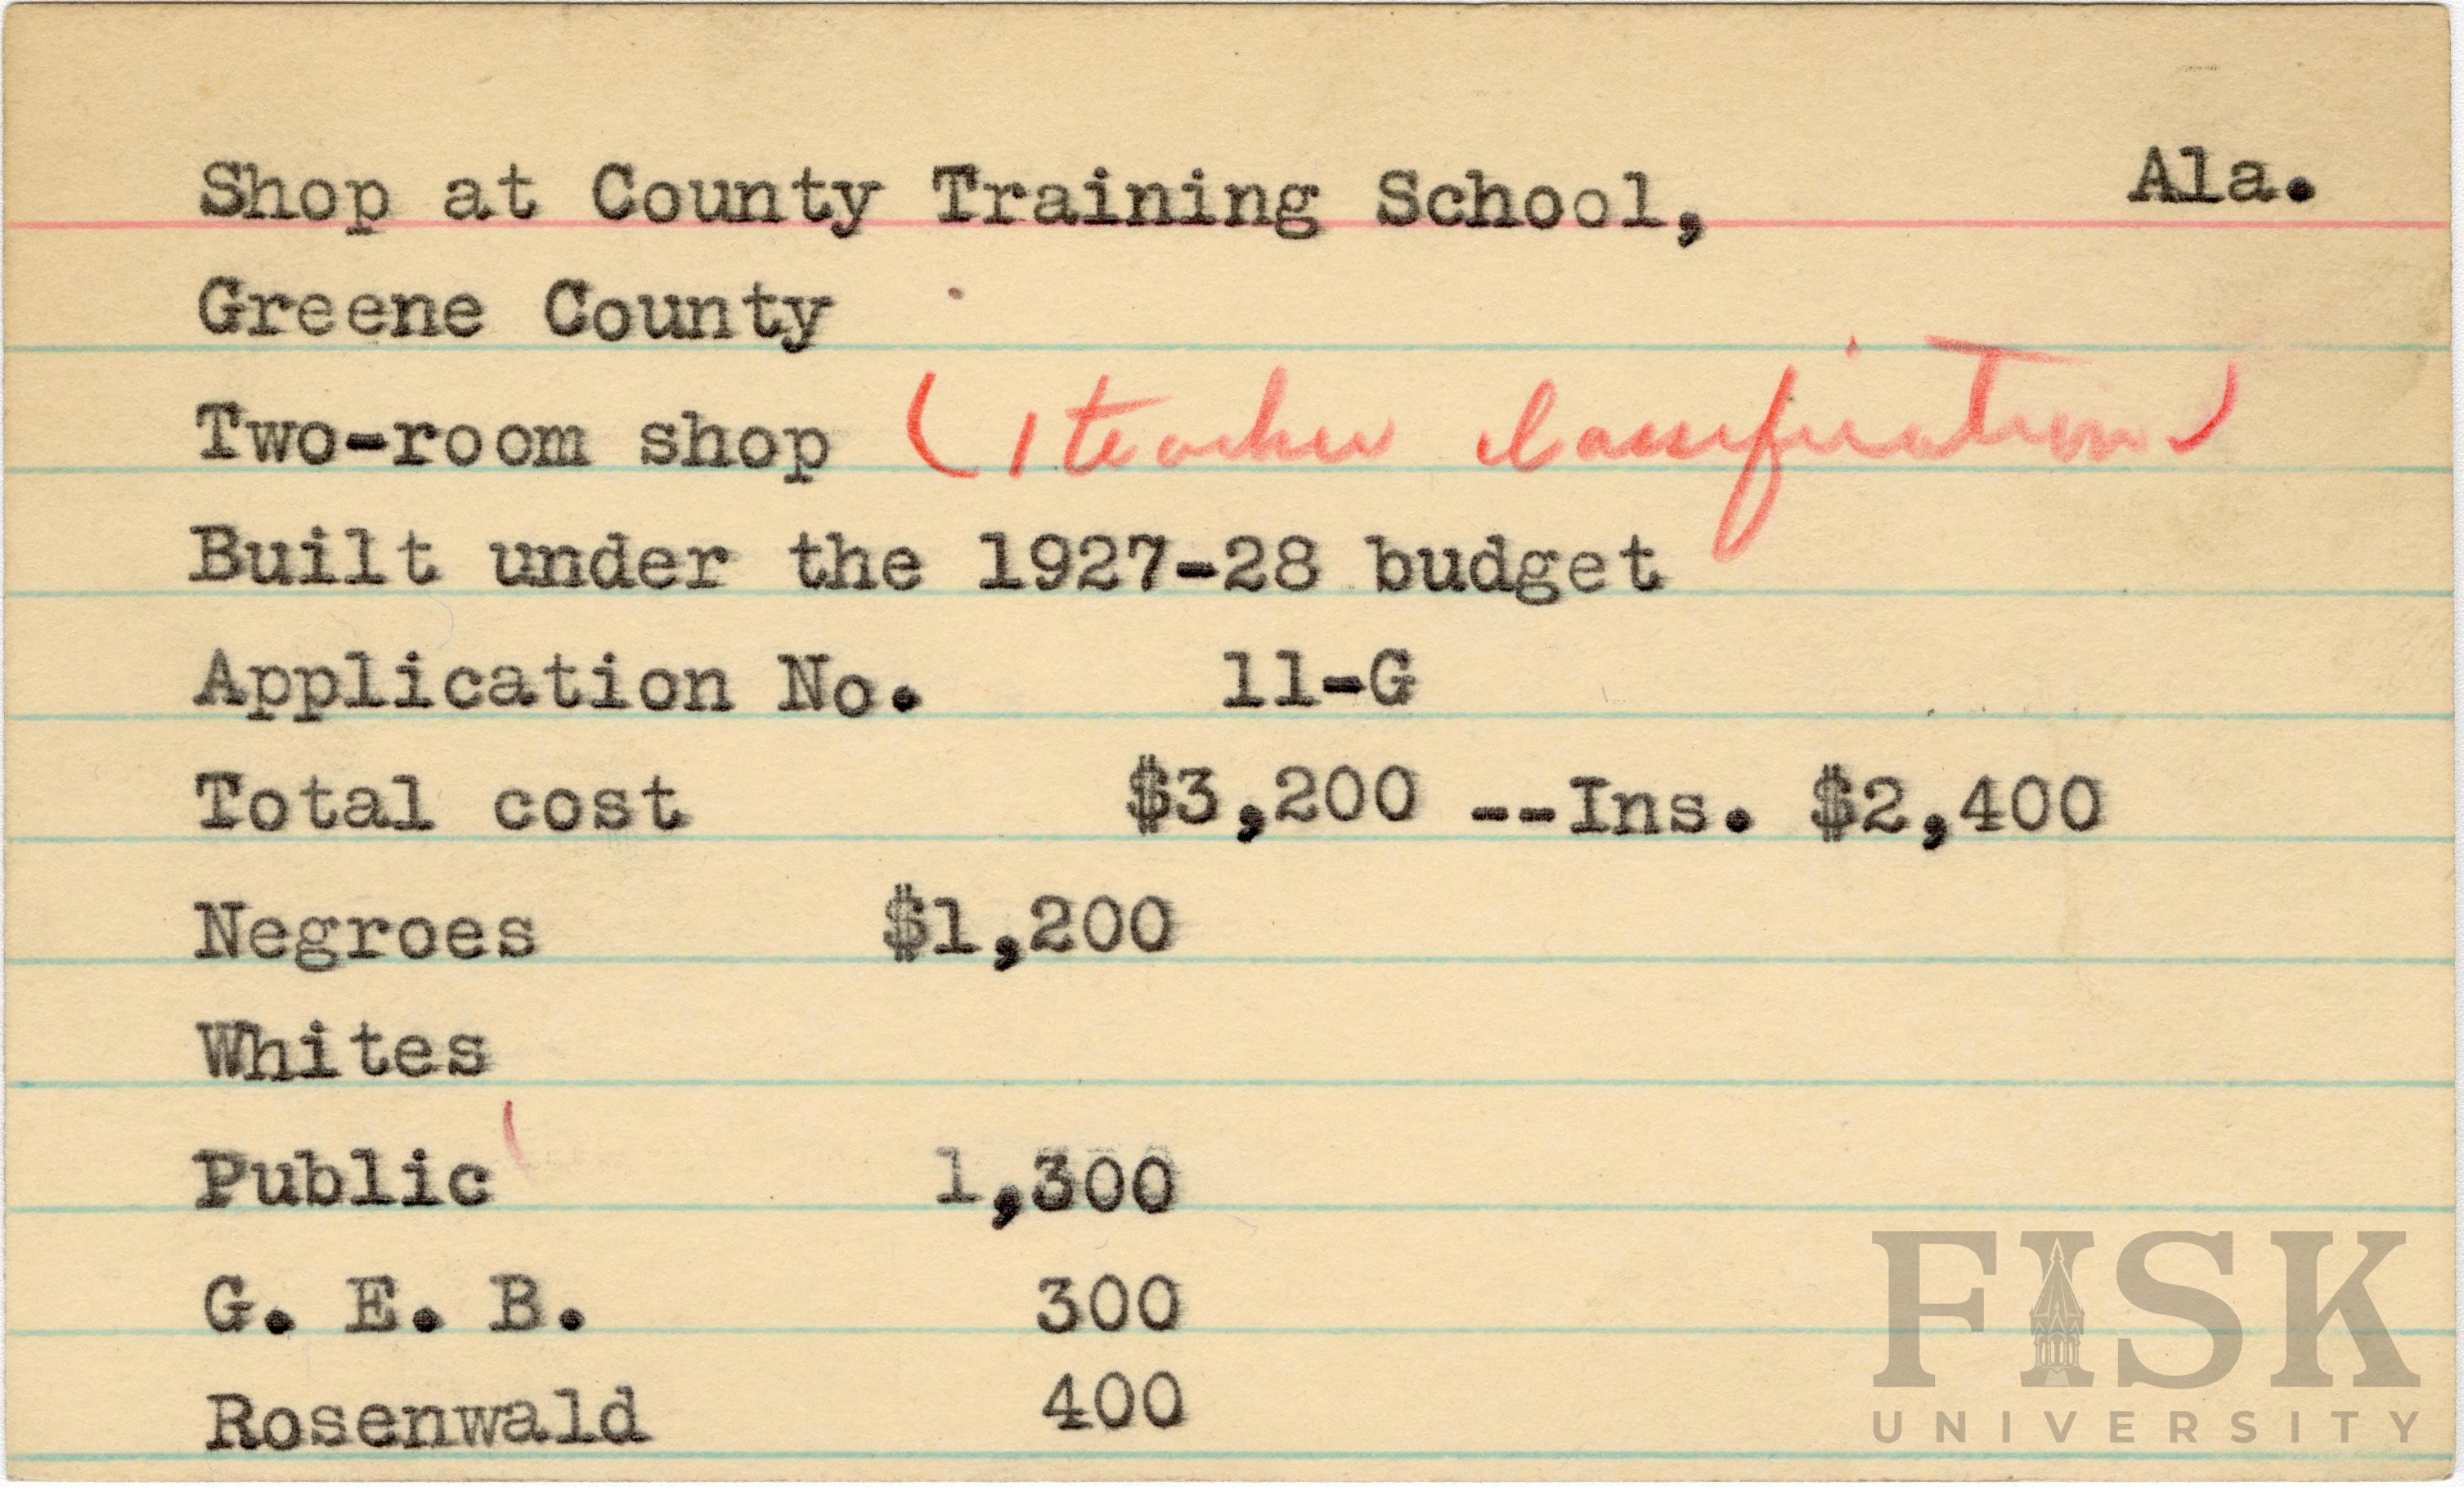 Shop at County Training School, Ala.
Greene County
Two-room shop (1 teacher classification)
Built under the 1927-28 budget
Application No. 11-G
Total cost $3,200 --Ins. $2,400
Negroes $1,200
Whites
Public 1,300
G. E. B. 300
Rosenwald 400
FISK
UNIVERSITY